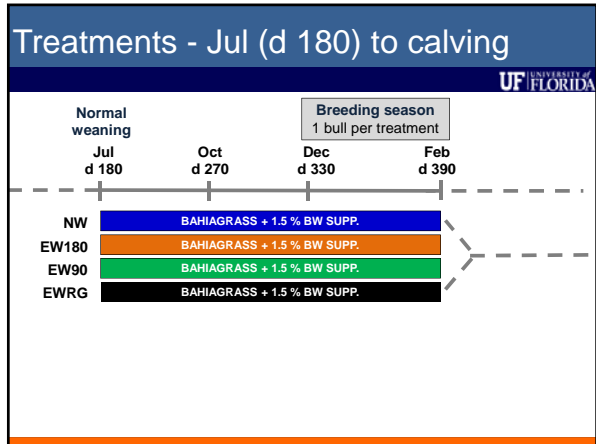 Treatments - Jul (d 180) to calving
UF UNIVERSITY of FLORIDA
Normal
weaning
Breeding season
1 bull per treatment
Jul
d 180
Oct
d 270
Dec
d 330
Feb
d 390
NW BAHIAGRASS + 1.5 % BW SUPP.
EW180 BAHIAGRASS + 1.5 % BW SUPP.
EW90 BAHIAGRASS + 1.5 % BW SUPP.
EWRG BAHIAGRASS + 1.5 % BW SUPP.